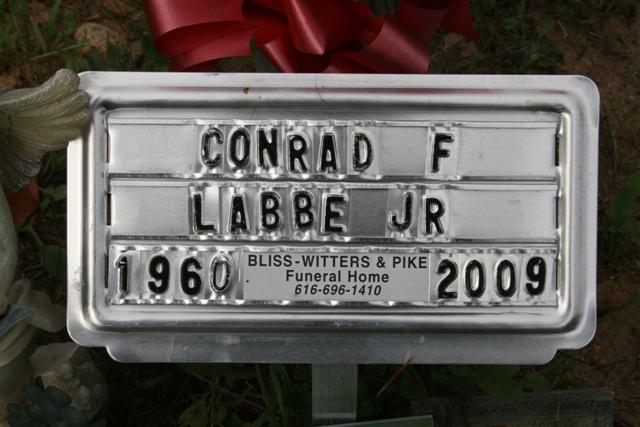 CONRAD F
LABBE JR
1960 BLISS-WITTERS & PIKE 2009
Funeral Home
616-696-1410